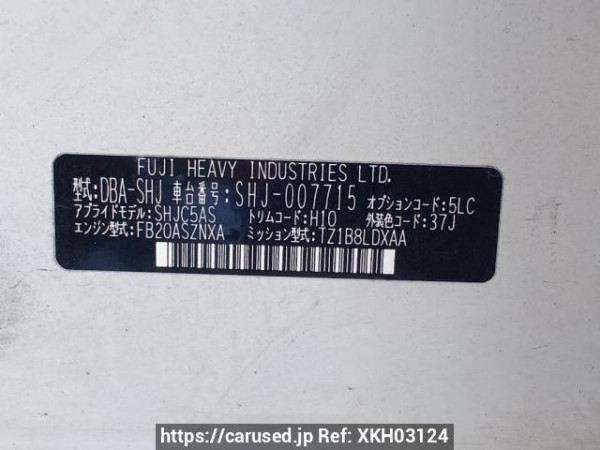 FUJI HEAVY INDUSTRIES LTD.
型式:DBA-SHJ 車台番号:SHJ-007715 オプションコード:5LC
アプライドモデル:SHJC5AS トリムコード:H10 外装色コード:37J
エンジン型式:FB20ASZNXA ミッション型式:TZ1B8LDXAA
https://carused.jp Ref: XKH03124